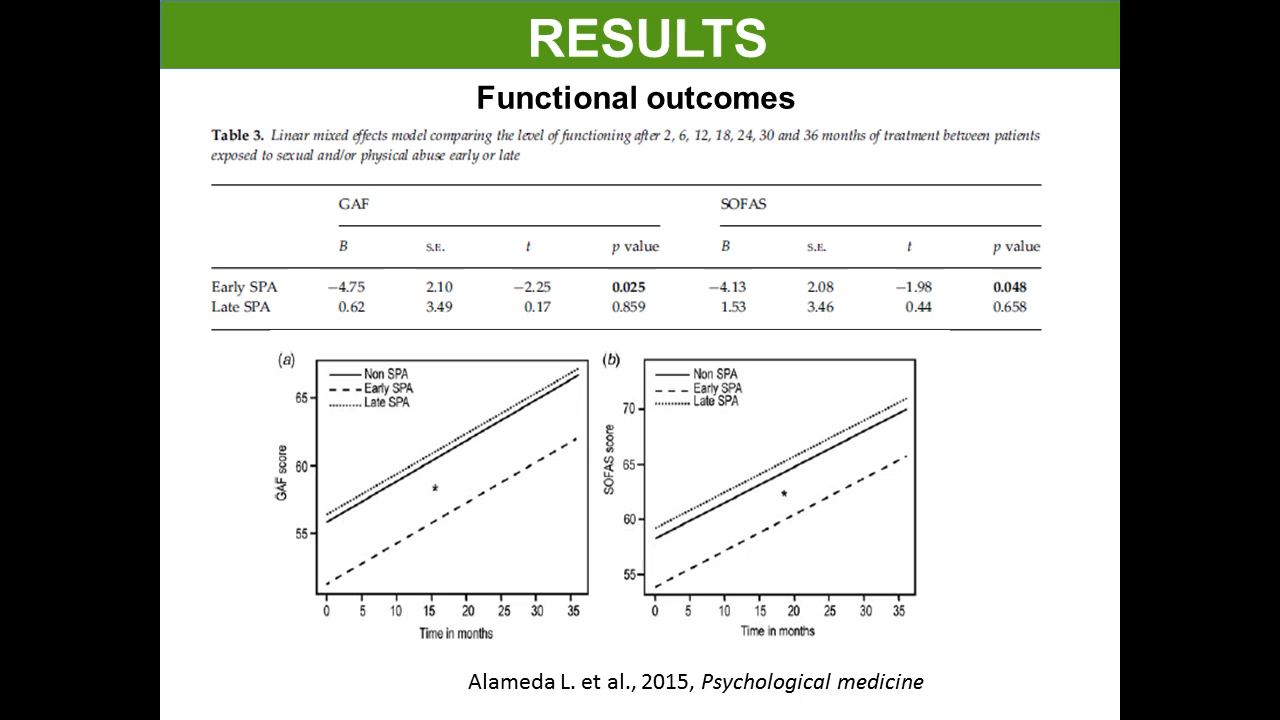 RESULTS
Functional outcomes
Table 3. Linear mixed effects model comparing the level of functioning after 2, 6, 12, 18, 24, 30 and 36 months of treatment between patients
exposed to sexual and/or physical abuse early or late
GAF SOFAS
B S.E. t p value B S.E. t p value
Early SPA −4.75 2.10 −2.25 0.025 −4.13 2.08 −1.98 0.048
Late SPA 0.62 3.49 0.17 0.859 1.53 3.46 0.44 0.658
(a)
Non SPA
Early SPA
Late SPA
65
60
55
GAF score
*
0 5 10 15 20 25 30 35
Time in months
(b)
Non SPA
Early SPA
Late SPA
70
65
60
55
SOFAS score
*
0 5 10 15 20 25 30 35
Time in months
Alameda L. et al., 2015, Psychological medicine